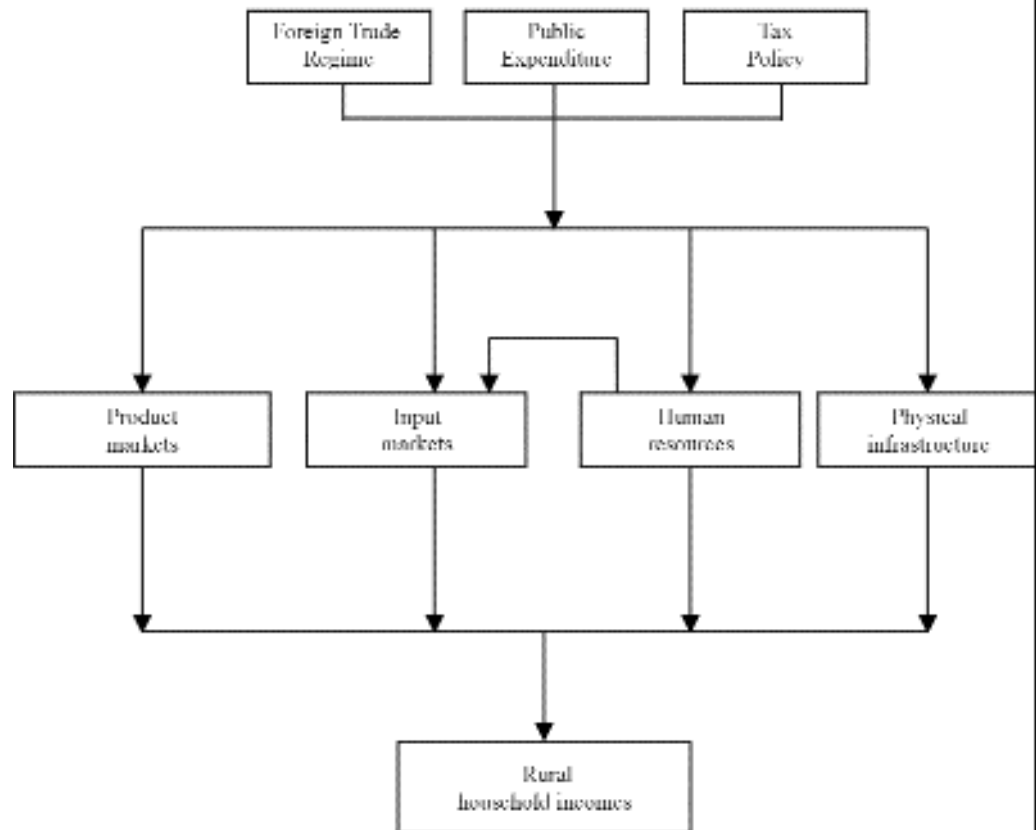 Foreign Trade
Regime
Public
Expenditure
Tax
Policy
Product
markets
Input
markets
Human
resources
Physical
infrastructure
Rural
household incomes